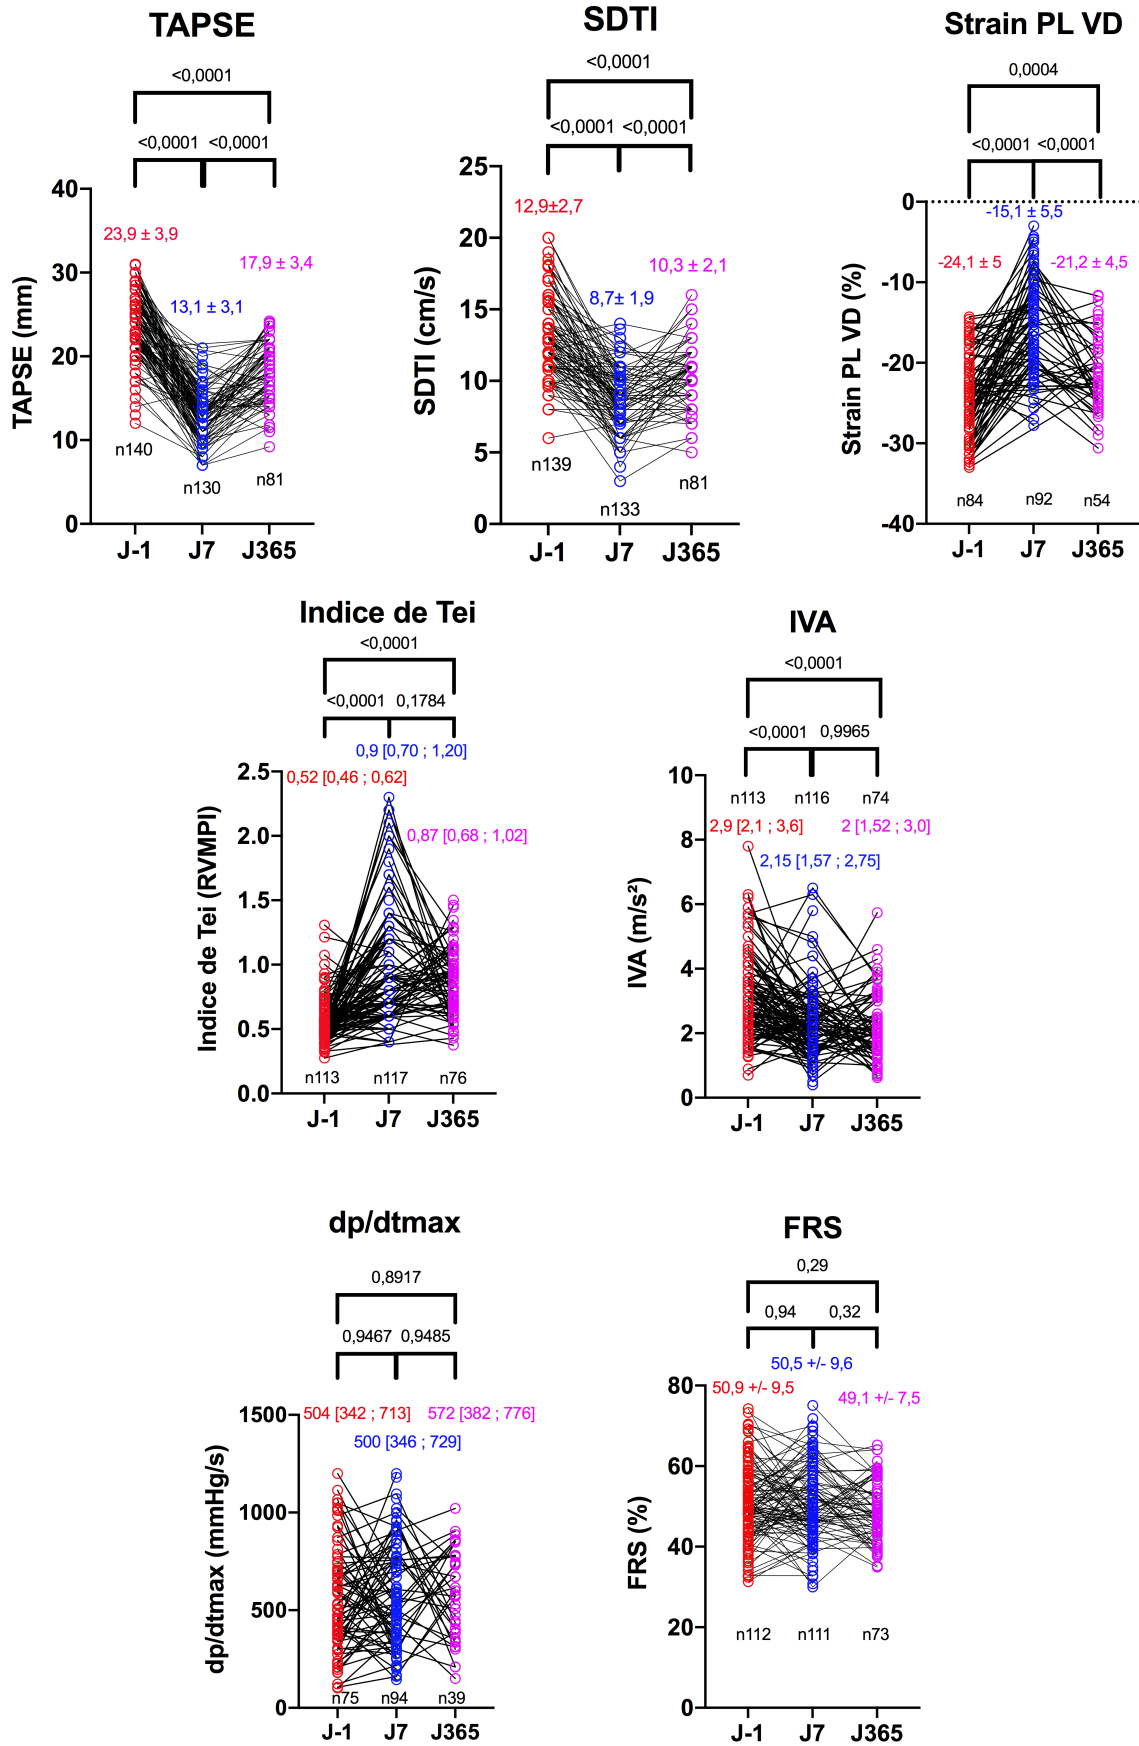 TAPSE
<0,0001
<0,0001 <0,0001
40
30
20
10
0
TAPSE (mm)
23,9 ± 3,9
13,1 ± 3,1
17,9 ± 3,4
n140
n130
n81
J-1 J7 J365
SDTI
<0,0001
<0,0001 <0,0001
25
20
15
10
5
0
SDTI (cm/s)
12,9±2,7
8,7± 1,9
10,3 ± 2,1
n139
n133
n81
J-1 J7 J365
Strain PL VD
0,0004
<0,0001 <0,0001
0
-10
-20
-30
-40
Strain PL VD (%)
-15,1 ± 5,5
-24,1 ± 5
-21,2 ± 4,5
n84 n92 n54
J-1 J7 J365
Indice de Tei
<0,0001
<0,0001 0,1784
0,9 [0,70 ; 1,20]
0,52 [0,46 ; 0,62]
0,87 [0,68 ; 1,02]
2.5
2.0
1.5
1.0
0.5
0.0
Indice de Tei (RVMPI)
n113 n117 n76
J-1 J7 J365
IVA
<0,0001
<0,0001 0,9965
10
8
6
4
2
0
IVA (m/s²)
n113 n116 n74
2,9 [2,1 ; 3,6]
2 [1,52 ; 3,0]
2,15 [1,57 ; 2,75]
J-1 J7 J365
dp/dtmax
0,8917
0,9467 0,9485
504 [342 ; 713]
572 [382 ; 776]
500 [346 ; 729]
1500
1000
500
0
dp/dtmax (mmHg/s)
n75 n94 n39
J-1 J7 J365
FRS
0,29
0,94 0,32
50,5 +/- 9,6
50,9 +/- 9,5
49,1 +/- 7,5
80
60
40
20
0
FRS (%)
n112 n111 n73
J-1 J7 J365